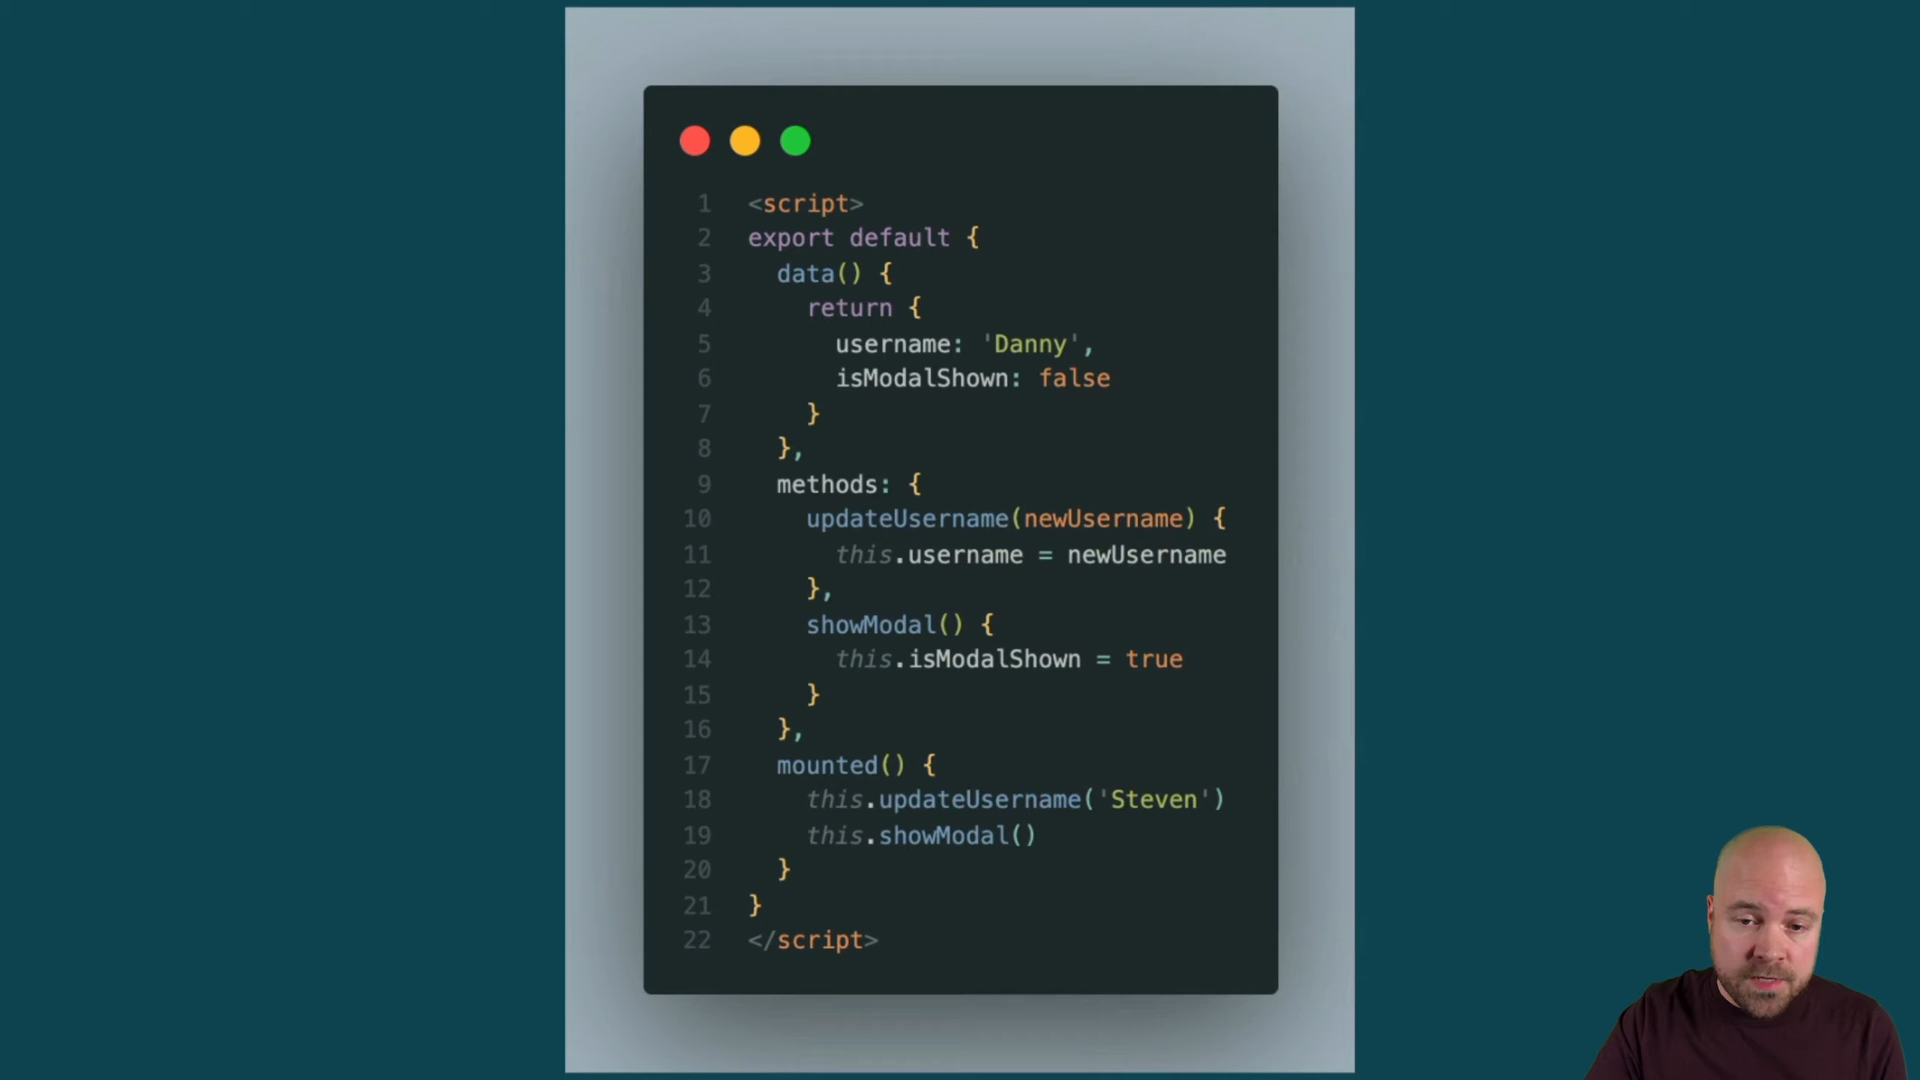 1 <script>
2 export default {
3   data() {
4     return {
5       username: 'Danny',
6       isModalShown: false
7     }
8   },
9   methods: {
10     updateUsername(newUsername) {
11       this.username = newUsername
12     },
13     showModal() {
14       this.isModalShown = true
15     }
16   },
17   mounted() {
18     this.updateUsername('Steven')
19     this.showModal()
20   }
21 }
22 </script>